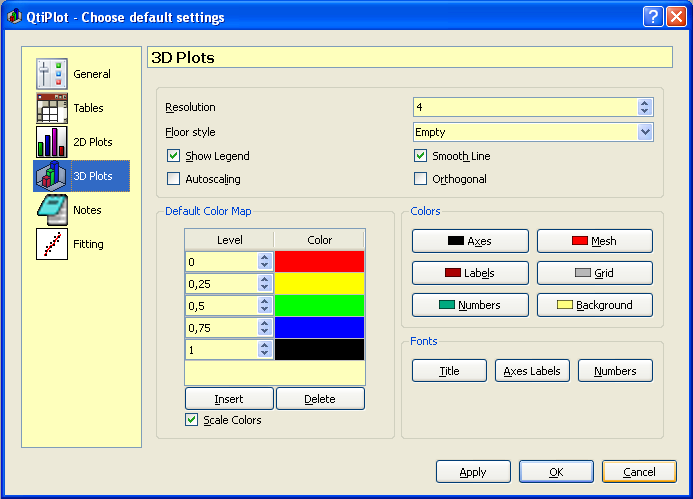 QtiPlot - Choose default settings
General
Tables
2D Plots
3D Plots
Notes
Fitting
3D Plots
Resolution 4
Floor style Empty
Show Legend Smooth Line
Autoscaling Orthogonal
Default Color Map
Level Color
0
0,25
0,5
0,75
1
Insert Delete
Scale Colors
Colors
Axes Mesh
Labels Grid
Numbers Background
Fonts
Title Axes Labels Numbers
Apply OK Cancel